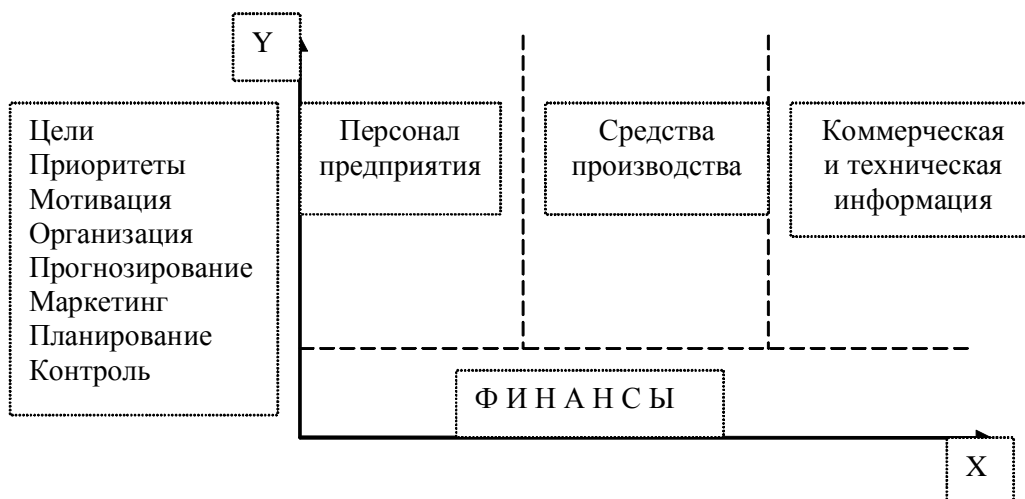 Y
Цели
Приоритеты
Мотивация
Организация
Прогнозирование
Маркетинг
Планирование
Контроль
Персонал
предприятия
Средства
производства
Коммерческая
и техническая
информация
Ф И Н А Н С Ы
X